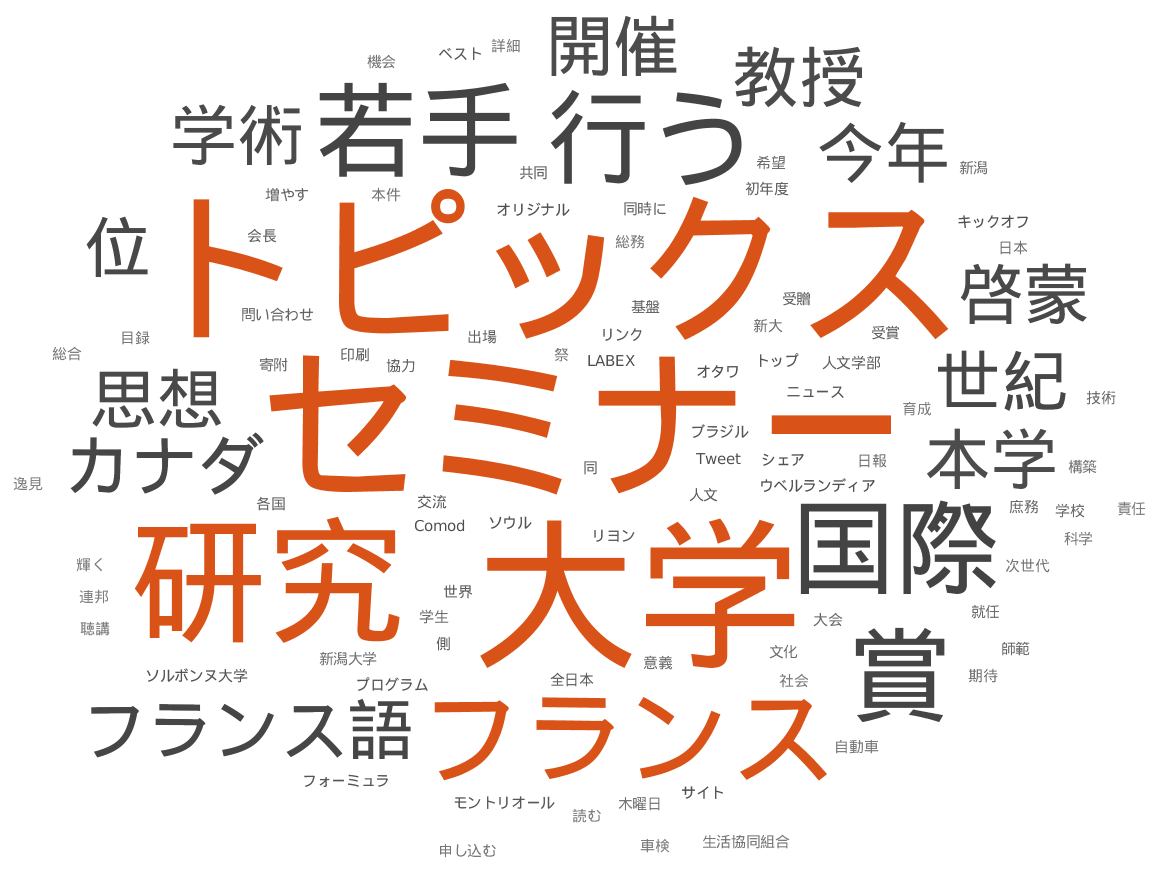 開催
ベスト 詳細
機会
教授
学術 若手 行う 今年
共同 希望 新潟
増やす 本件 初年度
オリジナル 同時に キックオフ
位 会長 総務 日本
トピックス
啓蒙
問い合わせ 基盤 受贈
目録 出場 リンク 新大 受賞
総合 寄附 印刷 協力 祭 LABEX オタワ トップ 人文学部
世紀
思想 ニュース 育成 技術
セミナー
カナダ ブラジル 本学
同 Tweet シェア 日報 構築
逸見 人文 ウベルランディア
各国 交流 庶務 学校 責任
Comod ソウル リヨン 国際 科学
研究 大学
輝く 次世代
連邦 世界
聴講 学生 大会 就任
側 文化 師範
新潟大学 意義 賞
ソルボンヌ大学 プログラム 全日本 社会 期待
フランス語 フランス
自動車
フォーミュラ
モントリオール 木曜日 サイト
読む
申し込む 車検 生活協同組合